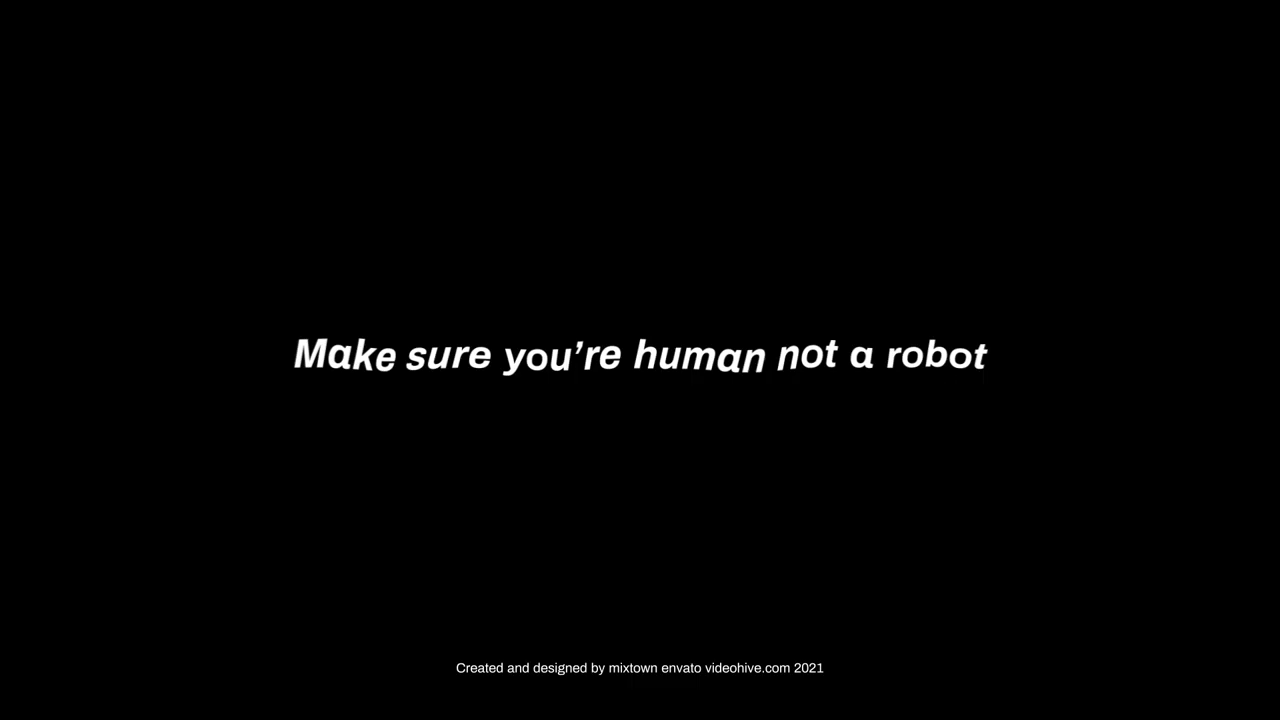 Make sure you’re human not a robot
Created and designed by mixtown envato videohive.com 2021